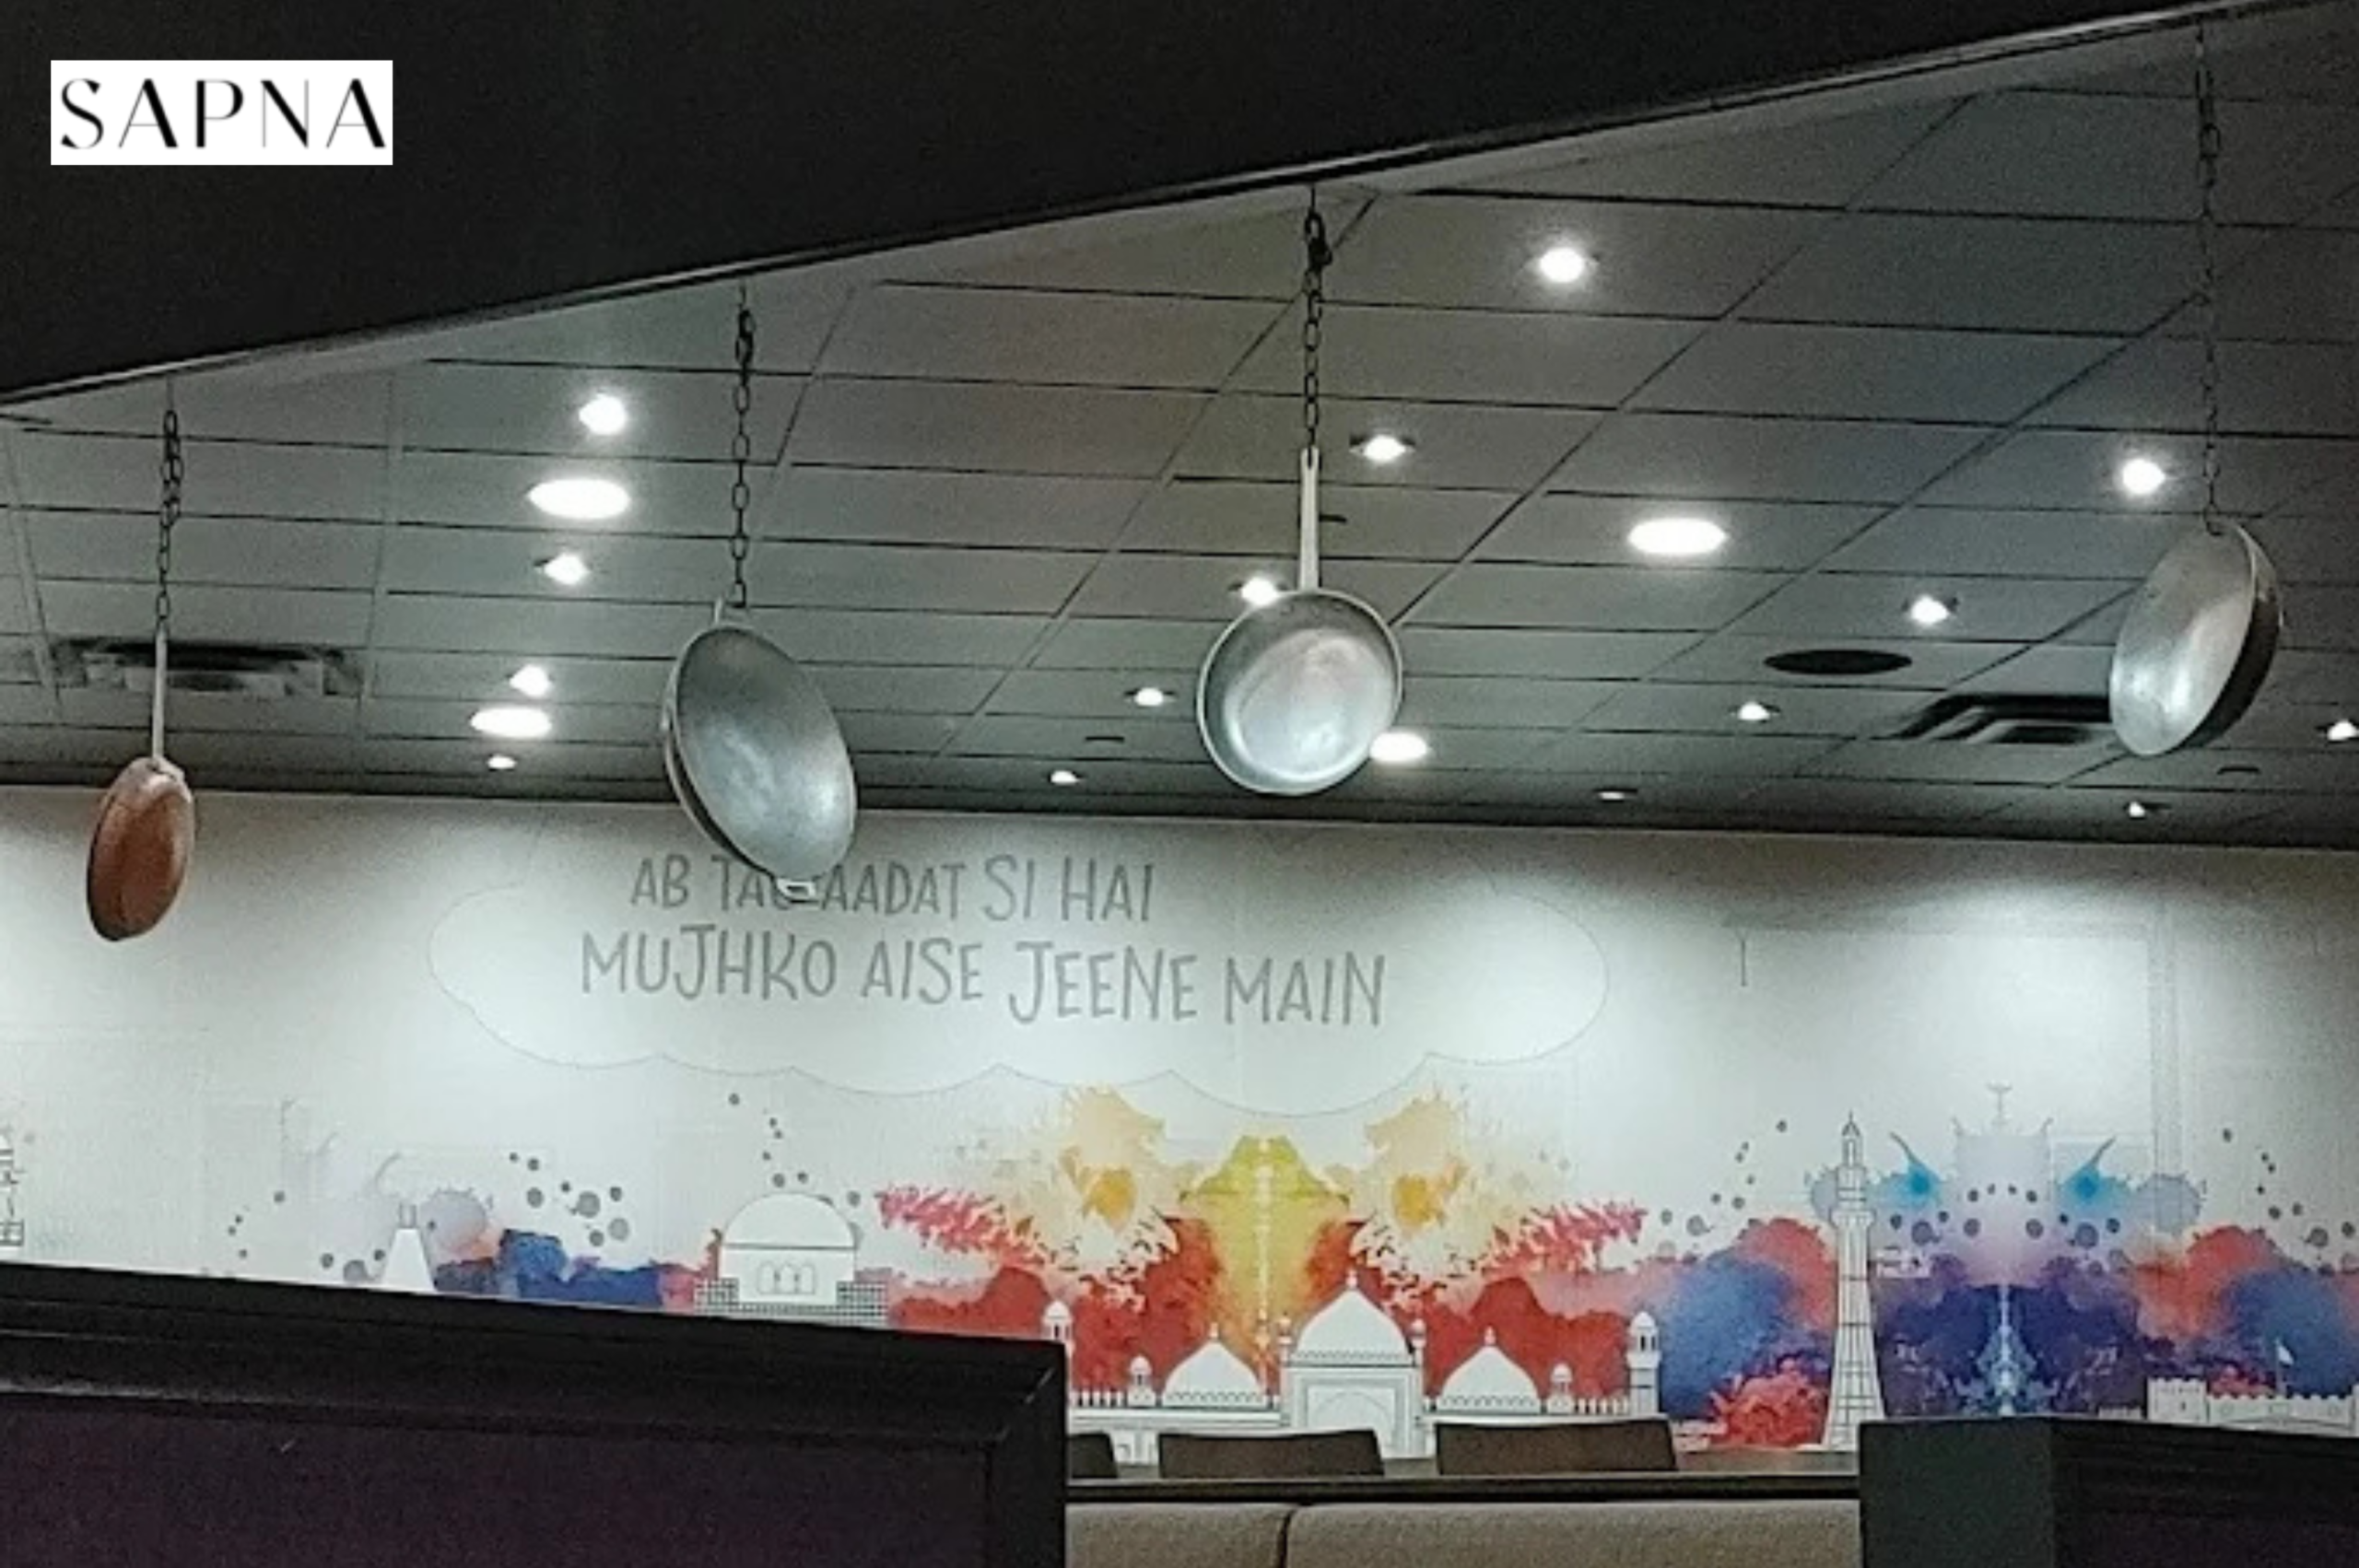 SAPNA
AB AADAT SI HAI
MUJHKO AISE JEENE MAIN